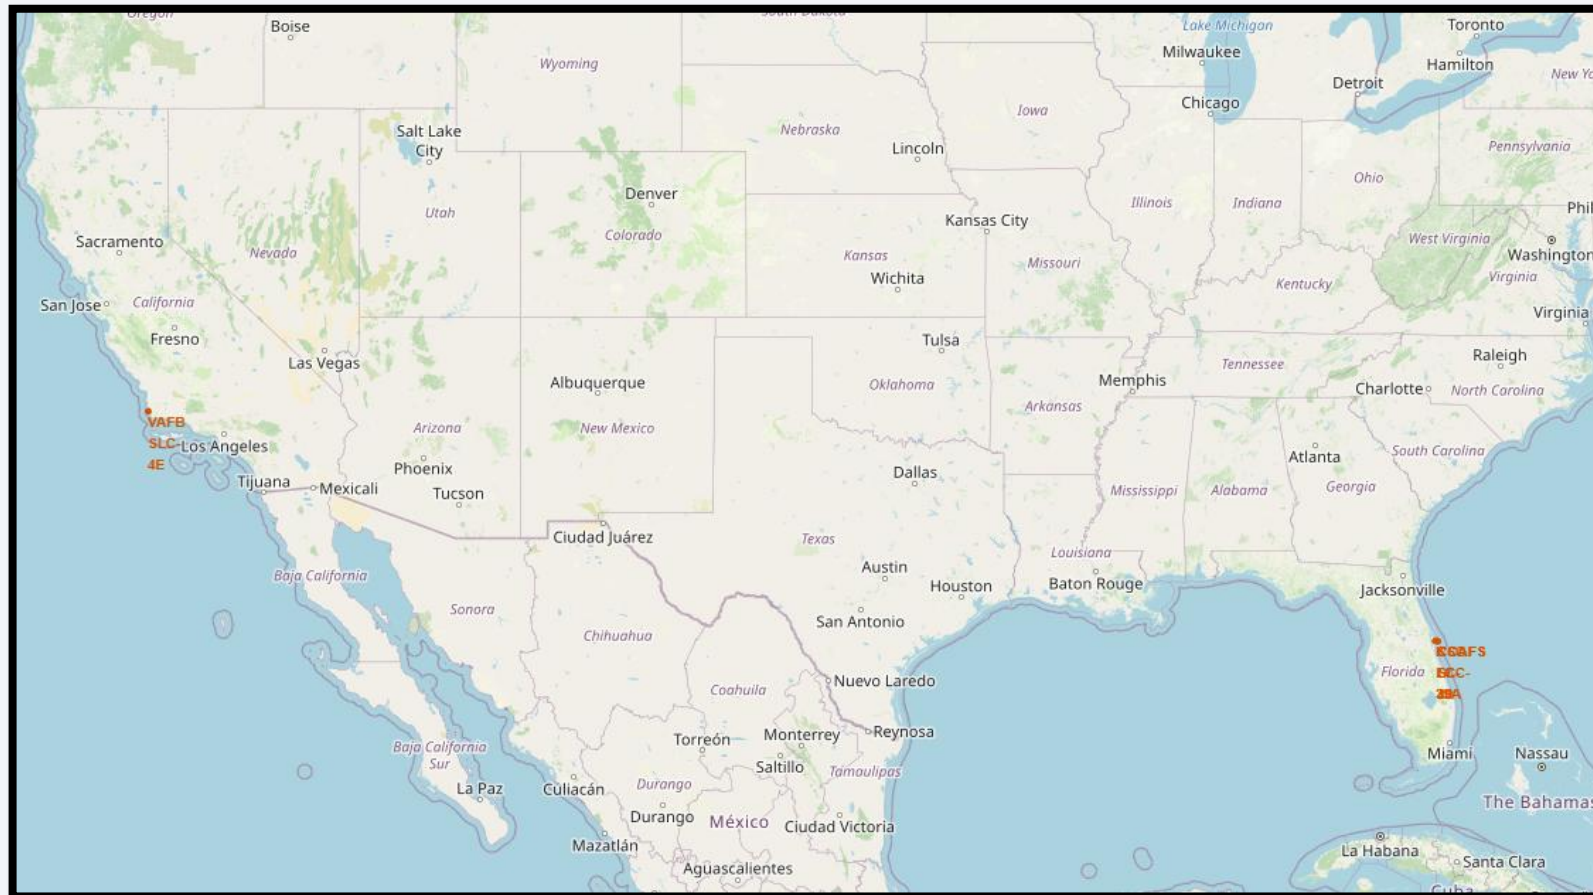 Oregon
Boise
South Dakota
Lake Michigan
Toronto
Milwaukee
Hamilton
Wyoming
New Yo
Detroit
Chicago
Iowa
Salt Lake
City
Nebraska
Lincoln
Pennsylvania
Ohio
Denver
Illinois
Indiana
Utah
Kansas City
Phil
Sacramento
Colorado
West Virginia
Nevada
Kansas
Washington
Missouri
Wichita
Virginia
Kentucky
San Jose
California
Virginia
Fresno
Tulsa
Las Vegas
Raleigh
Tennessee
Albuquerque
Oklahoma
Memphis
Charlotte
North Carolina
Arkansas
VAFB
SLC-
4E
Arizona
New Mexico
Los Angeles
South Carolina
Atlanta
Phoenix
Dallas
Tijuana
Mexicali
Tucson
Mississippi
Alabama
Georgia
Ciudad Juárez
Texas
Louisiana
Austin
Baja California
Houston
Baton Rouge
Jacksonville
Sonora
San Antonio
Chihuahua
Florida
Nuevo Laredo
Coahuila
Reynosa
Torreón
Monterrey
Baja California
Sur
Miami
Nassau
Saltillo
Tamaulipas
Durango
La Paz
Culiacán
The Bahamas
Durango
México
Ciudad Victoria
Mazatlán
La Habana
Santa Clara
Aguascalientes
Cuba